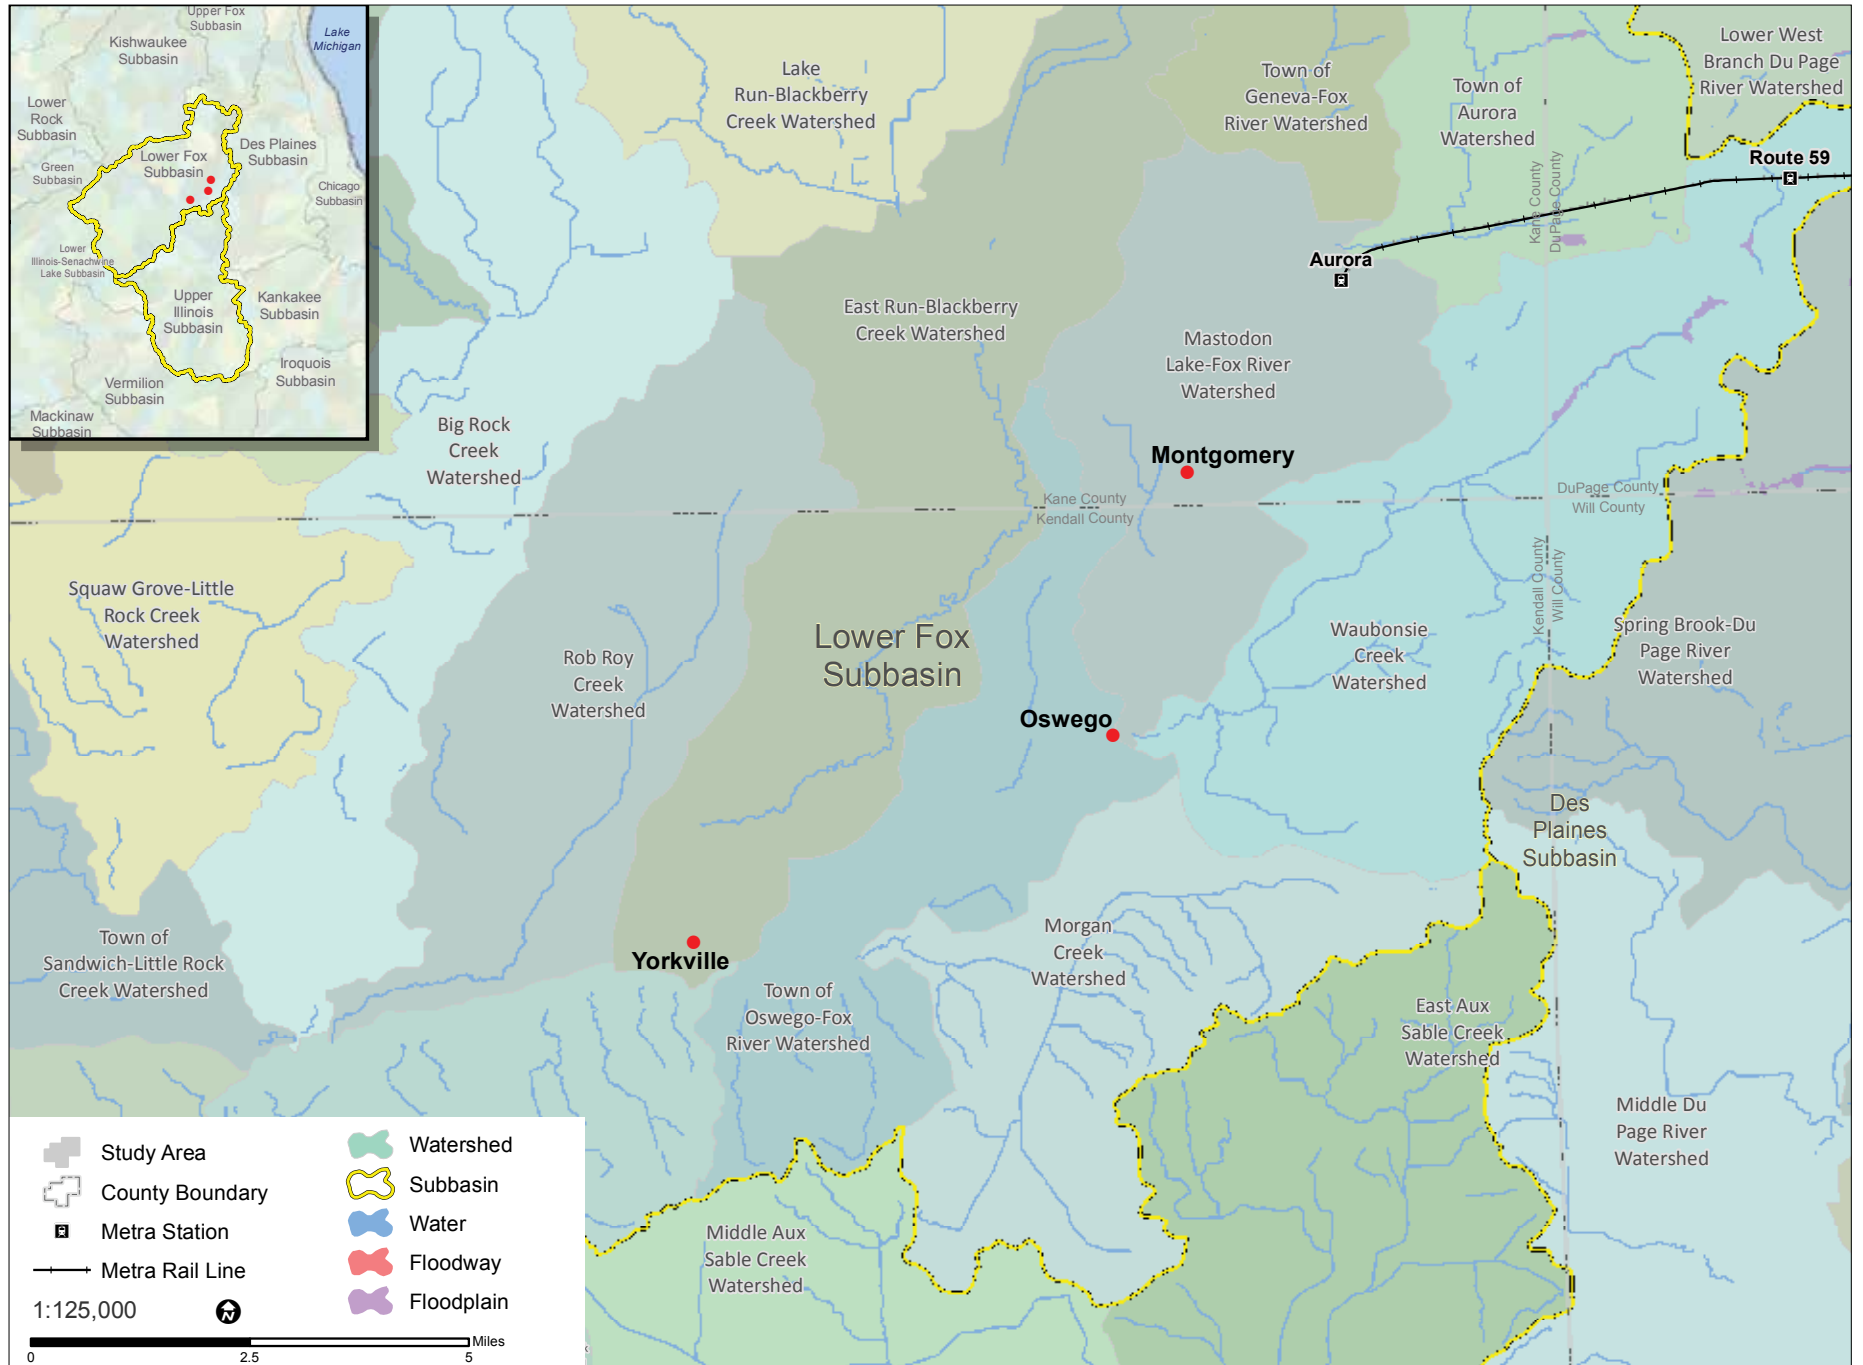 Upper Fox
Subbasin
Kishwaukee
Subbasin
Lake
Michigan
Lower
Rock
Subbasin
Des Plaines
Subbasin
Lower Fox
Subbasin
Green
Subbasin
Chicago
Subbasin
Lower
Illinois-Senachwine
Lake Subbasin
Upper
Illinois
Subbasin
Kankakee
Subbasin
Iroquois
Subbasin
Vermilion
Subbasin
Mackinaw
Subbasin
Lake
Run-Blackberry
Creek Watershed
Town of
Geneva-Fox
River Watershed
Town of
Aurora
Watershed
Lower West
Branch Du Page
River Watershed
Route 59
Kane County
DuPage County
Aurora
East Run-Blackberry
Creek Watershed
Mastodon
Lake-Fox River
Watershed
Big Rock
Creek
Watershed
Montgomery
Kane County
Kendall County
DuPage County
Will County
Kendall County
Will County
Squaw Grove-Little
Rock Creek
Watershed
Rob Roy
Creek
Watershed
Lower Fox
Subbasin
Waubonsie
Creek
Watershed
Spring Brook-Du
Page River
Watershed
Oswego
Des
Plaines
Subbasin
Town of
Sandwich-Little Rock
Creek Watershed
Yorkville
Morgan
Creek
Watershed
Town of
Oswego-Fox
River Watershed
East Aux
Sable Creek
Watershed
Middle Du
Page River
Watershed
Middle Aux
Sable Creek
Watershed
Study Area
County Boundary
Metra Station
Metra Rail Line
Watershed
Subbasin
Water
Floodway
Floodplain
1:125,000
N
Miles
0 2.5 5